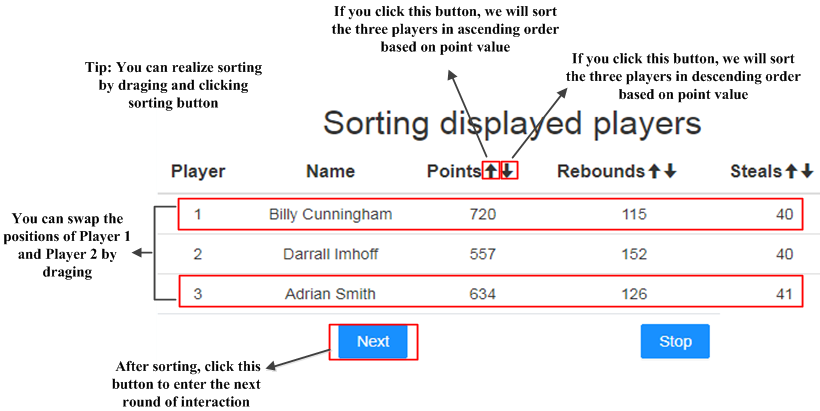 If you click this button, we will sort
the three players in ascending order
based on point value
If you click this button, we will sort
the three players in descending order
based on point value
Tip: You can realize sorting
by draging and clicking
sorting button
Sorting displayed players
Player Name Points Rebounds Steals
1 Billy Cunningham 720 115 40
2 Darrall Imhoff 557 152 40
3 Adrian Smith 634 126 41
You can swap the
positions of Player 1
and Player 2 by
draging
Next Stop
After sorting, click this
button to enter the next
round of interaction